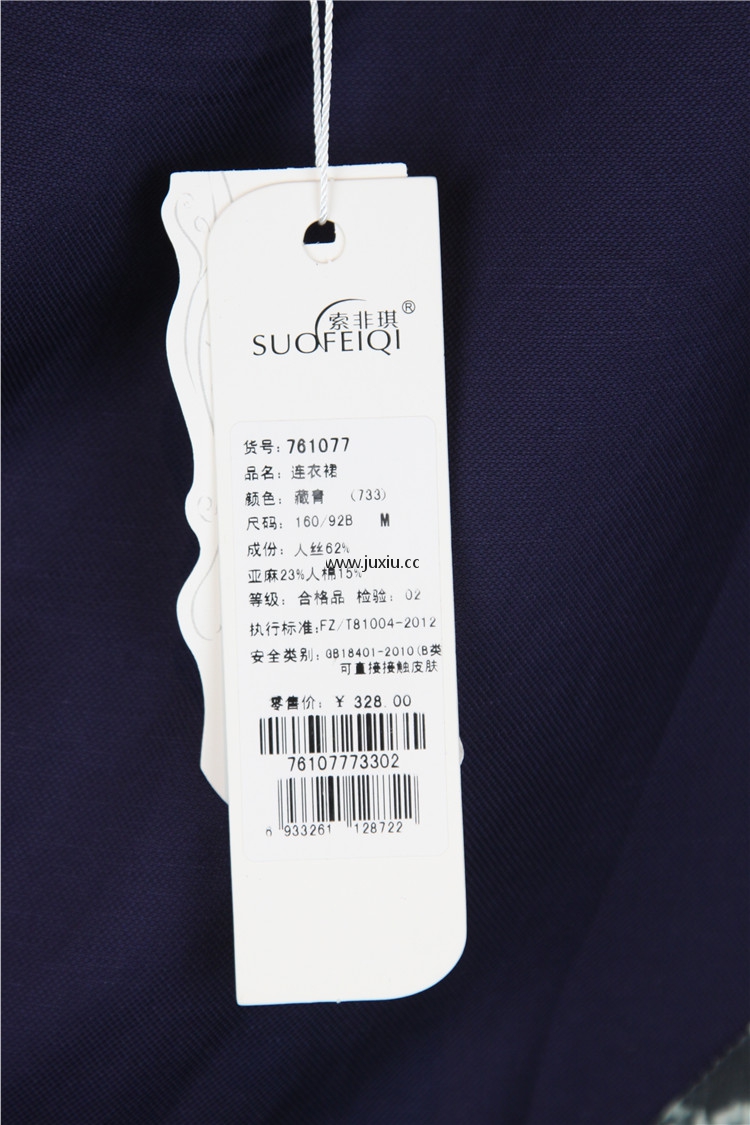 索非琪®
SUOFEIQI
货号: 761077
品名: 连衣裙
颜色: 藏青 (733)
尺码: 160/92B M
成份: 人丝62%
www.juxiu.cc
亚麻23%人棉15%
等级: 合格品 检验: 02
执行标准:FZ/T81004-2012
安全类别: GB18401-2010(B类
可直接接触皮肤
零售价: ¥ 328.00
76107773302
6 933261 128722